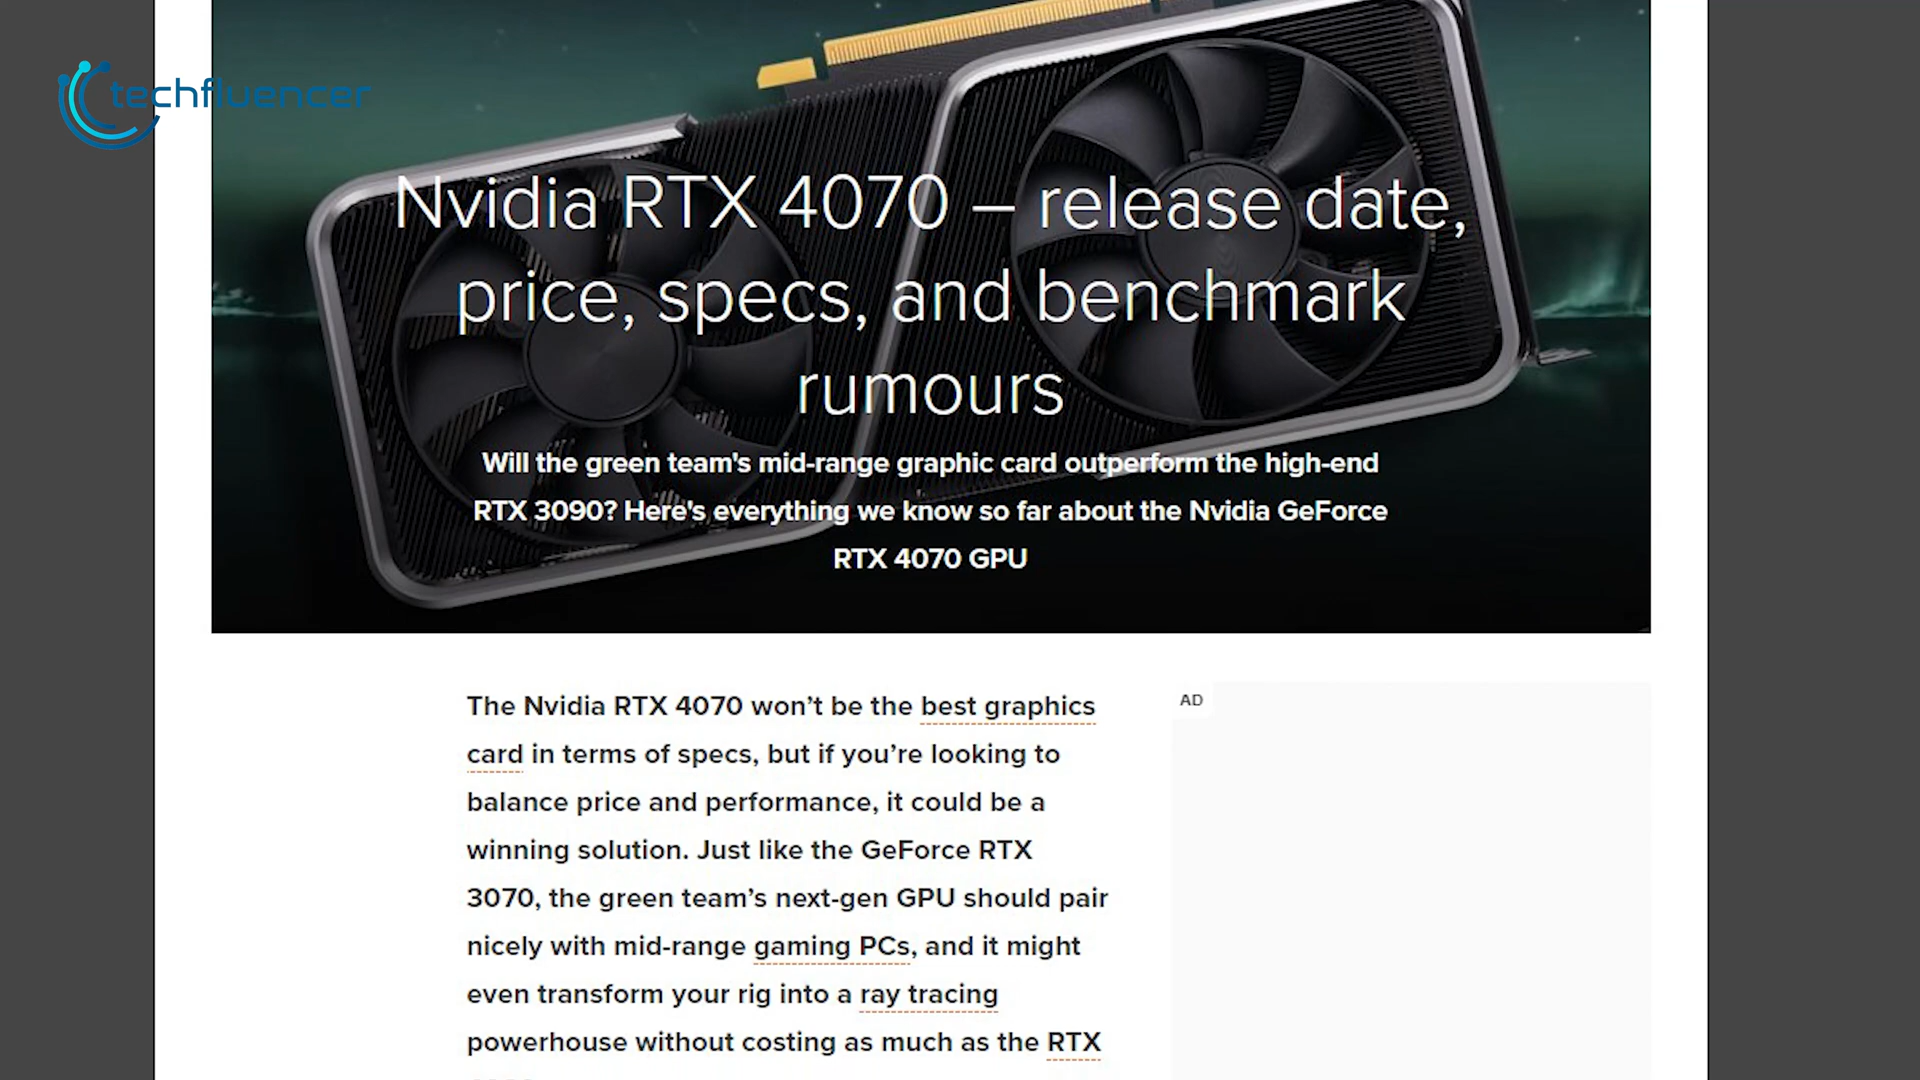 techfluencer
Nvidia RTX 4070 – release date,
price, specs, and benchmark
rumours
Will the green team's mid-range graphic card outperform the high-end
RTX 3090? Here's everything we know so far about the Nvidia GeForce
RTX 4070 GPU
The Nvidia RTX 4070 won’t be the best graphics
card in terms of specs, but if you’re looking to
balance price and performance, it could be a
winning solution. Just like the GeForce RTX
3070, the green team’s next-gen GPU should pair
nicely with mid-range gaming PCs, and it might
even transform your rig into a ray tracing
powerhouse without costing as much as the RTX
AD